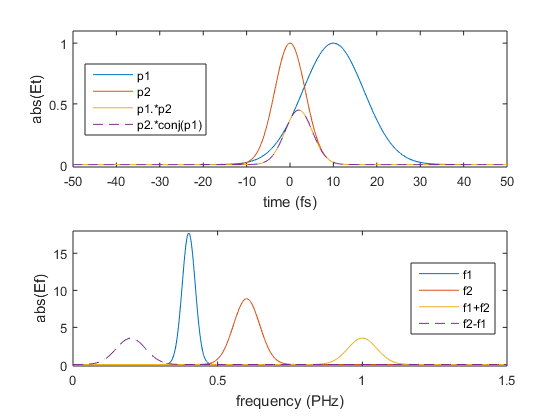 1
0.5
0
abs(Et)
p1
p2
p1.*p2
p2.*conj(p1)
-50 -40 -30 -20 -10 0 10 20 30 40 50
time (fs)
15
10
5
0
abs(Ef)
f1
f2
f1+f2
f2-f1
0 0.5 1 1.5
frequency (PHz)